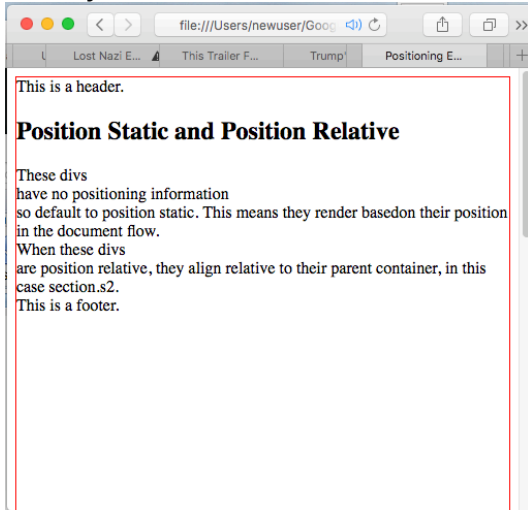 file:///Users/newuser/Goog
Lost Nazi E... This Trailer F... Trump' Positioning E...
This is a header.
Position Static and Position Relative
These divs
have no positioning information
so default to position static. This means they render basedon their position
in the document flow.
When these divs
are position relative, they align relative to their parent container, in this
case section.s2.
This is a footer.